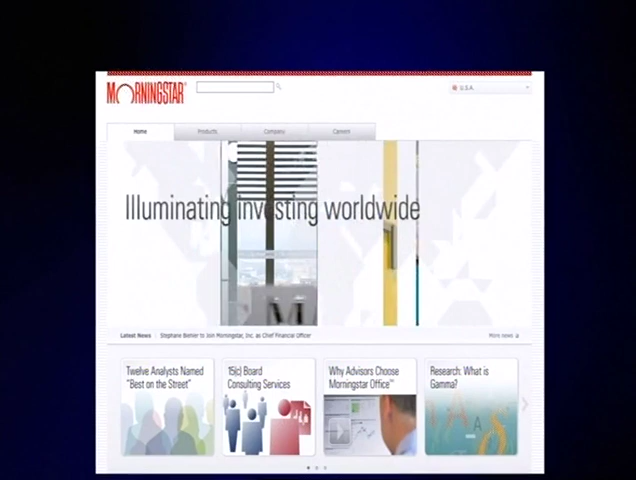 MORNINGSTAR®
U.S.A.
Home Products Company Careers
Illuminating investing worldwide
M
Latest News | Stephane Biehler to Join Morningstar, Inc. as Chief Financial Officer More news
Twelve Analysts Named
"Best on the Street"
15(c) Board
Consulting Services
Why Advisors Choose
Morningstar Office™
Research: What is
Gamma?